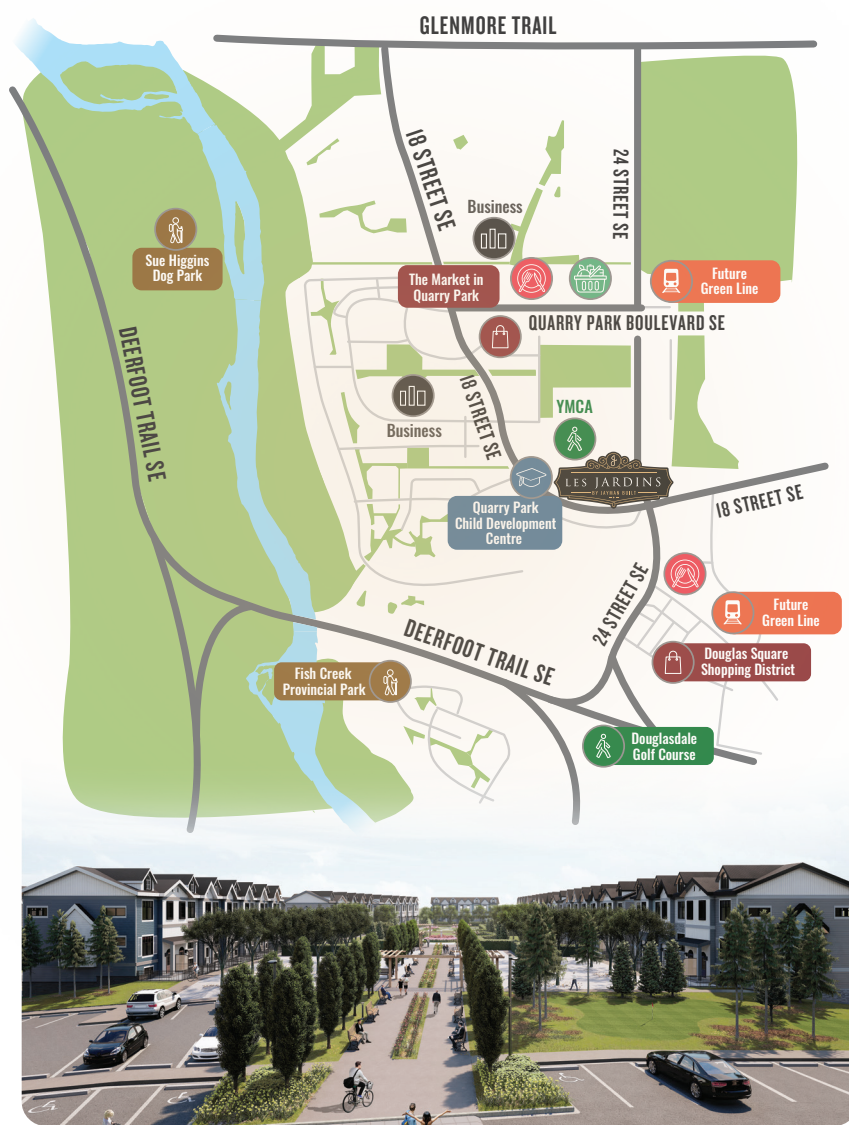 GLENMORE TRAIL
18 STREET SE
24 STREET SE
Business
Sue Higgins
Dog Park
The Market in
Quarry Park
Future
Green Line
QUARRY PARK BOULEVARD SE
DEERFOOT TRAIL SE
18 STREET SE
Business
YMCA
LES JARDINS
BY JAYMAN BUILT
Quarry Park
Child Development
Centre
18 STREET SE
24 STREET SE
Future
Green Line
DEERFOOT TRAIL SE
Douglas Square
Shopping District
Fish Creek
Provincial Park
Douglasdale
Golf Course